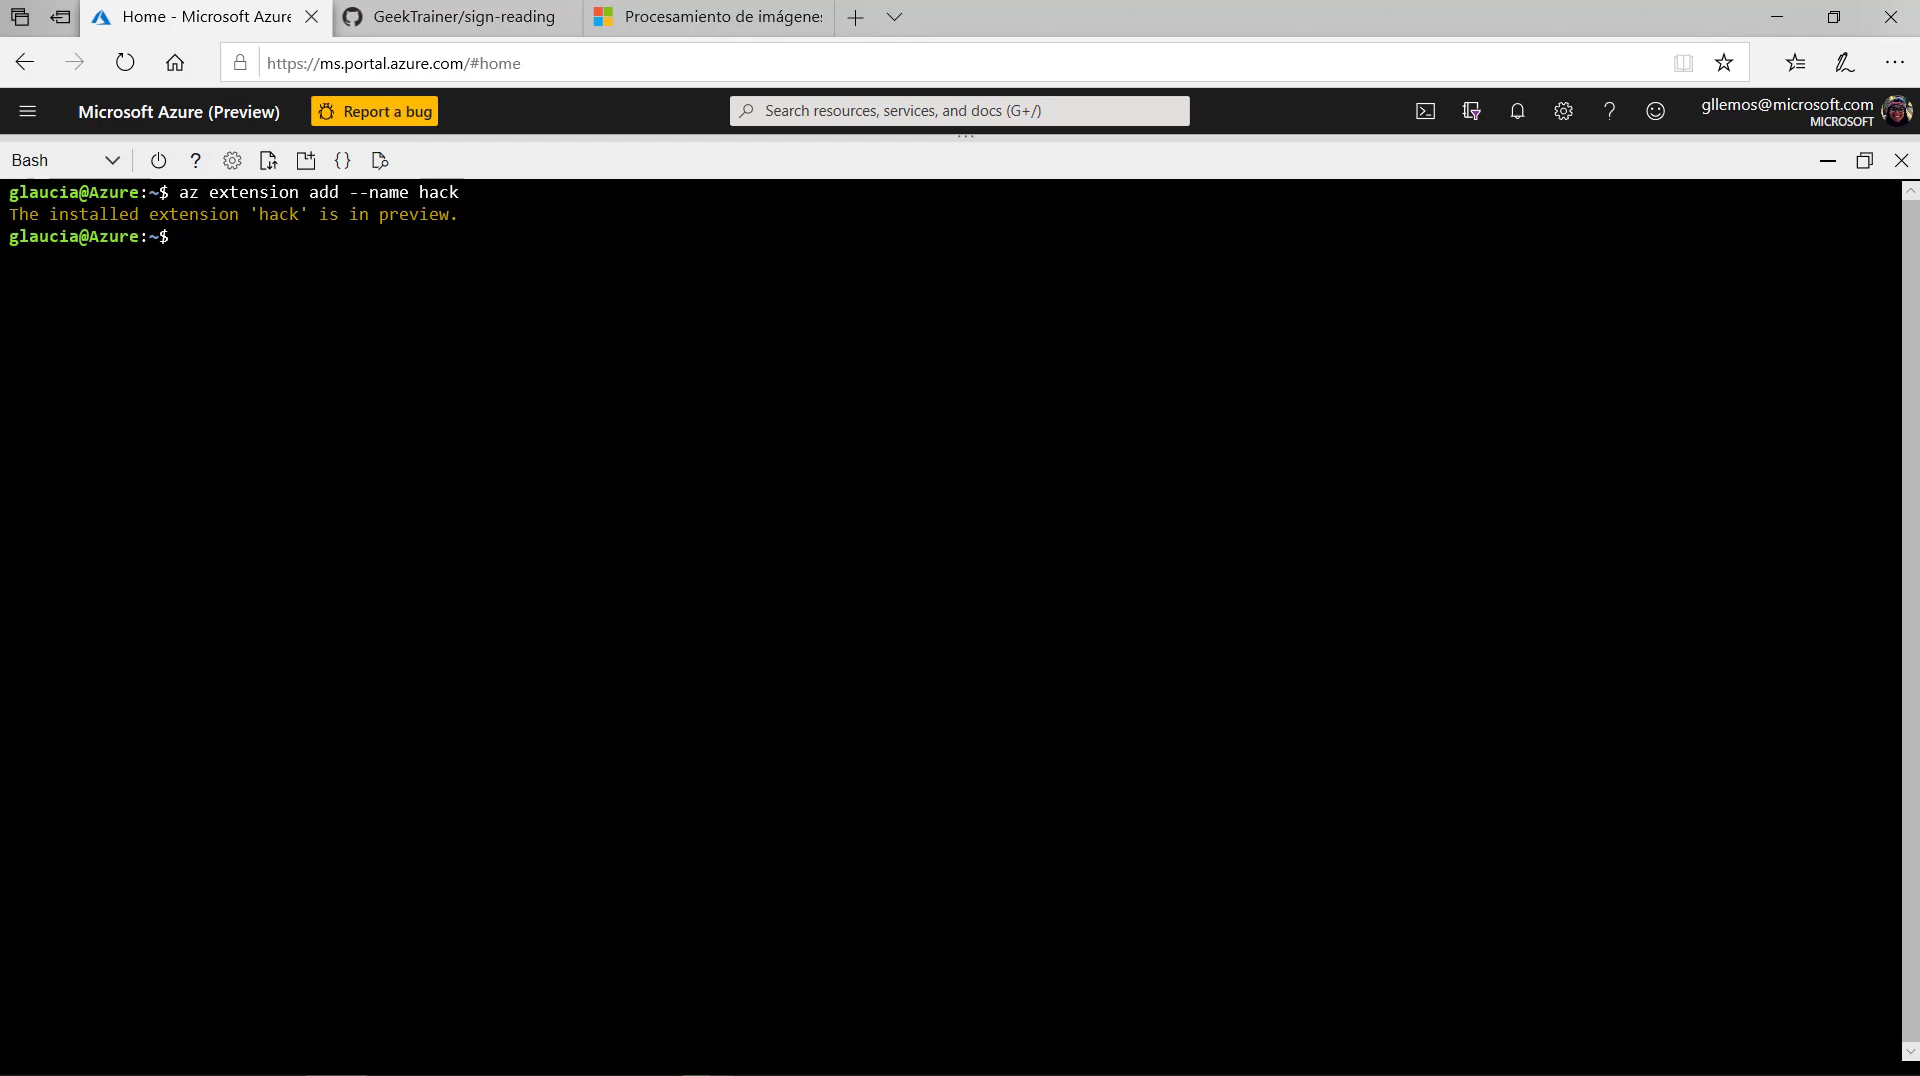 Home - Microsoft Azure
GeekTrainer/sign-reading
Procesamiento de imágenes
https://ms.portal.azure.com/#home
Microsoft Azure (Preview)
Report a bug
Search resources, services, and docs (G+/)
gllemos@microsoft.com
MICROSOFT
Bash
glaucia@Azure:~$ az extension add --name hack
The installed extension 'hack' is in preview.
glaucia@Azure:~$